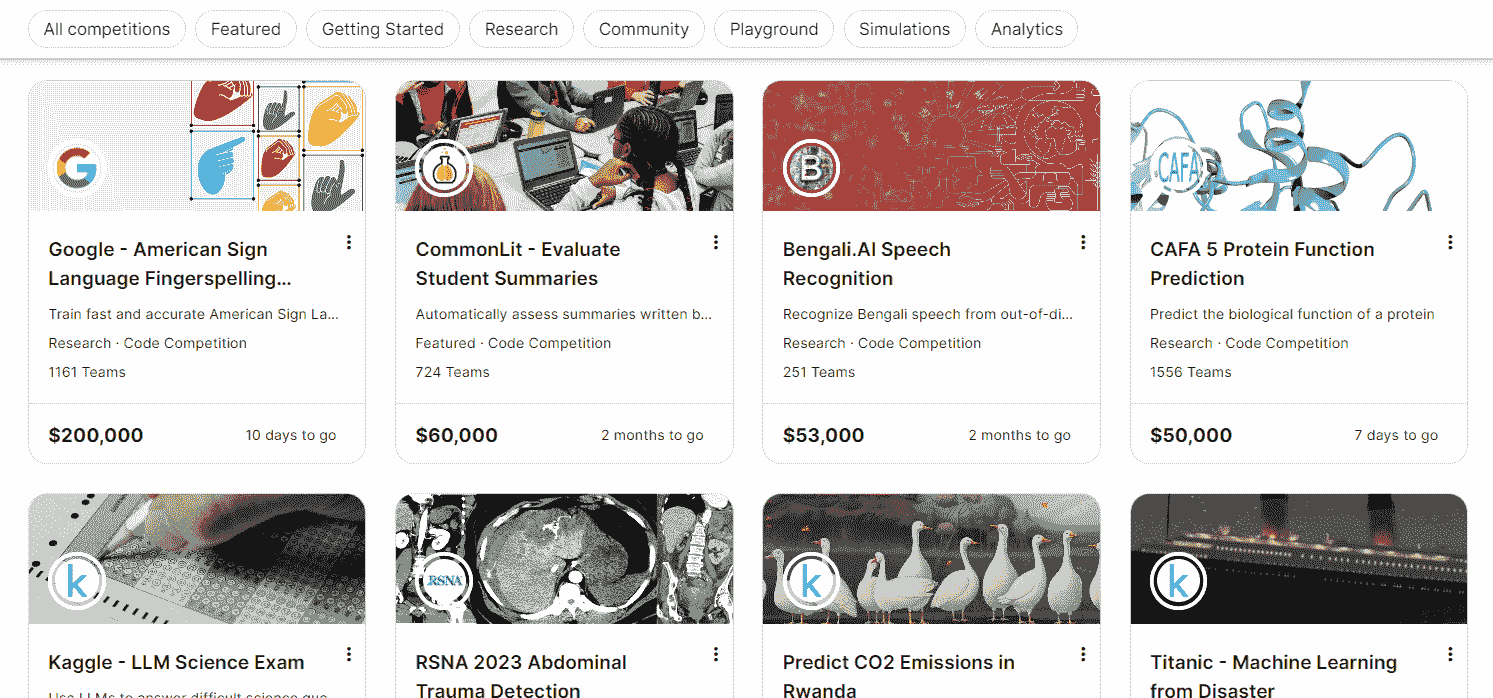 All competitions
Featured
Getting Started
Research
Community
Playground
Simulations
Analytics
G
B
CAFA
Google - American Sign
Language Fingerspelling...
Train fast and accurate American Sign La...
Research · Code Competition
1161 Teams
$200,000
10 days to go
CommonLit - Evaluate
Student Summaries
Automatically assess summaries written b...
Featured · Code Competition
724 Teams
$60,000
2 months to go
Bengali.AI Speech
Recognition
Recognize Bengali speech from out-of-di...
Research · Code Competition
251 Teams
$53,000
2 months to go
CAFA 5 Protein Function
Prediction
Predict the biological function of a protein
Research · Code Competition
1556 Teams
$50,000
7 days to go
k
RSNA
k
k
Kaggle - LLM Science Exam
Use LLMs to answer difficult science que...
RSNA 2023 Abdominal
Trauma Detection
Predict CO2 Emissions in
Rwanda
Titanic - Machine Learning
from Disaster